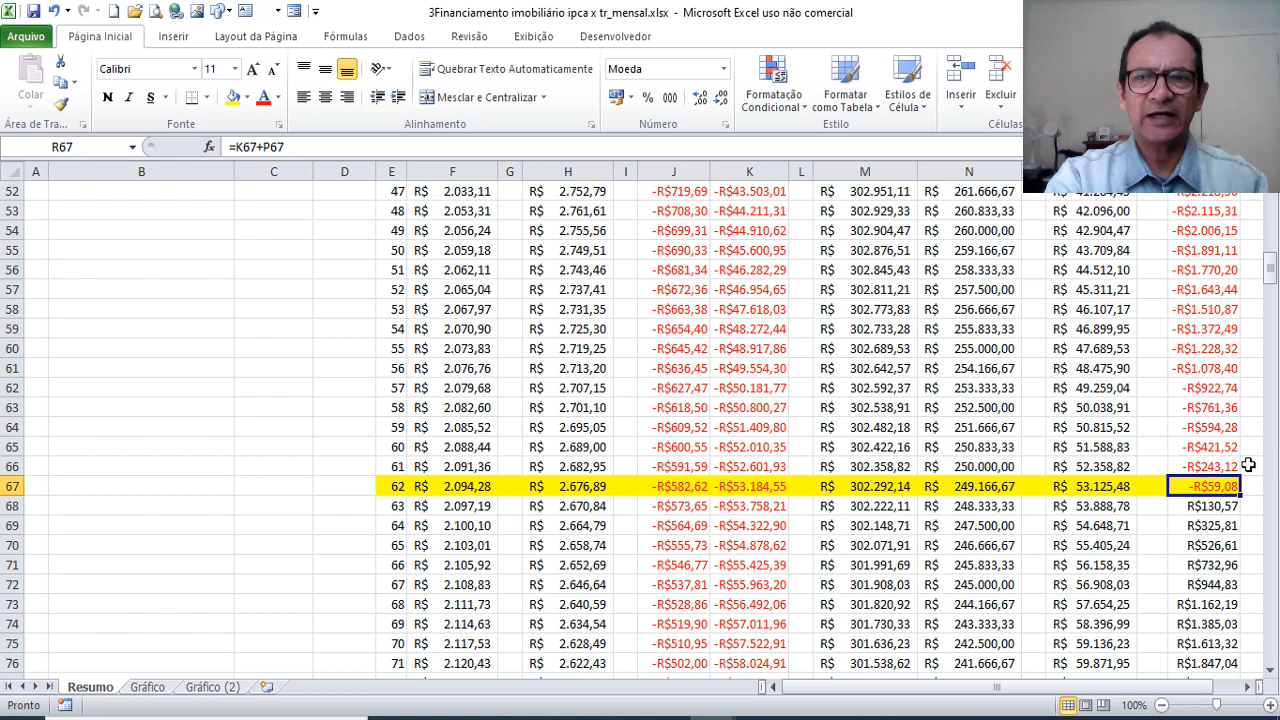 3Financiamento imobiliário ipca x tr_mensal.xlsx - Microsoft Excel uso não comercial
Arquivo Página Inicial Inserir Layout da Página Fórmulas Dados Revisão Exibição Desenvolvedor
Colar
Calibri 11
N I S
Quebrar Texto Automaticamente
Mesclar e Centralizar
Moeda
% 000
Formatação Condicional
Formatar como Tabela
Estilos de Célula
Inserir
Excluir
Área de Tra... Fonte Alinhamento Número Estilo Células
R67 fx =K67+P67
A B C D E F G H I J K L M N
52 47 R$ 2.033,11 R$ 2.752,79 -R$719,69 -R$43.503,01 R$ 302.951,11 R$ 261.666,67
53 48 R$ 2.053,31 R$ 2.761,61 -R$708,30 -R$44.211,31 R$ 302.929,33 R$ 260.833,33 R$ 42.096,00 -R$2.115,31
54 49 R$ 2.056,24 R$ 2.755,56 -R$699,31 -R$44.910,62 R$ 302.904,47 R$ 260.000,00 R$ 42.904,47 -R$2.006,15
55 50 R$ 2.059,18 R$ 2.749,51 -R$690,33 -R$45.600,95 R$ 302.876,51 R$ 259.166,67 R$ 43.709,84 -R$1.891,11
56 51 R$ 2.062,11 R$ 2.743,46 -R$681,34 -R$46.282,29 R$ 302.845,43 R$ 258.333,33 R$ 44.512,10 -R$1.770,20
57 52 R$ 2.065,04 R$ 2.737,41 -R$672,36 -R$46.954,65 R$ 302.811,21 R$ 257.500,00 R$ 45.311,21 -R$1.643,44
58 53 R$ 2.067,97 R$ 2.731,35 -R$663,38 -R$47.618,03 R$ 302.773,83 R$ 256.666,67 R$ 46.107,17 -R$1.510,87
59 54 R$ 2.070,90 R$ 2.725,30 -R$654,40 -R$48.272,44 R$ 302.733,28 R$ 255.833,33 R$ 46.899,95 -R$1.372,49
60 55 R$ 2.073,83 R$ 2.719,25 -R$645,42 -R$48.917,86 R$ 302.689,53 R$ 255.000,00 R$ 47.689,53 -R$1.228,32
61 56 R$ 2.076,76 R$ 2.713,20 -R$636,45 -R$49.554,30 R$ 302.642,57 R$ 254.166,67 R$ 48.475,90 -R$1.078,40
62 57 R$ 2.079,68 R$ 2.707,15 -R$627,47 -R$50.181,77 R$ 302.592,37 R$ 253.333,33 R$ 49.259,04 -R$922,74
63 58 R$ 2.082,60 R$ 2.701,10 -R$618,50 -R$50.800,27 R$ 302.538,91 R$ 252.500,00 R$ 50.038,91 -R$761,36
64 59 R$ 2.085,52 R$ 2.695,05 -R$609,52 -R$51.409,80 R$ 302.482,18 R$ 251.666,67 R$ 50.815,52 -R$594,28
65 60 R$ 2.088,44 R$ 2.689,00 -R$600,55 -R$52.010,35 R$ 302.422,16 R$ 250.833,33 R$ 51.588,83 -R$421,52
66 61 R$ 2.091,36 R$ 2.682,95 -R$591,59 -R$52.601,93 R$ 302.358,82 R$ 250.000,00 R$ 52.358,82 -R$243,12
67 62 R$ 2.094,28 R$ 2.676,89 -R$582,62 -R$53.184,55 R$ 302.292,14 R$ 249.166,67 R$ 53.125,48 -R$59,08
68 63 R$ 2.097,19 R$ 2.670,84 -R$573,65 -R$53.758,20 R$ 302.222,11 R$ 248.333,33 R$ 53.888,78 R$130,57
69 64 R$ 2.100,10 R$ 2.664,79 -R$564,69 -R$54.322,90 R$ 302.148,71 R$ 247.500,00 R$ 54.648,71 R$325,81
70 65 R$ 2.103,01 R$ 2.658,74 -R$555,73 -R$54.878,62 R$ 302.071,91 R$ 246.666,67 R$ 55.405,24 R$526,61
71 66 R$ 2.105,92 R$ 2.652,69 -R$546,77 -R$55.425,39 R$ 301.991,69 R$ 245.833,33 R$ 56.158,35 R$732,96
72 67 R$ 2.108,83 R$ 2.646,64 -R$537,81 -R$55.963,20 R$ 301.908,03 R$ 245.000,00 R$ 56.908,03 R$944,83
73 68 R$ 2.111,73 R$ 2.640,59 -R$528,86 -R$56.492,06 R$ 301.820,92 R$ 244.166,67 R$ 57.654,25 R$1.162,19
74 69 R$ 2.114,63 R$ 2.634,54 -R$519,90 -R$57.011,96 R$ 301.730,33 R$ 243.333,33 R$ 58.396,99 R$1.385,03
75 70 R$ 2.117,53 R$ 2.628,49 -R$510,95 -R$57.522,91 R$ 301.636,23 R$ 242.500,00 R$ 59.136,23 R$1.613,32
76 71 R$ 2.120,43 R$ 2.622,43 -R$502,00 -R$58.024,91 R$ 301.538,62 R$ 241.666,67 R$ 59.871,95 R$1.847,04
Resumo Gráfico Gráfico (2)
Pronto 100%